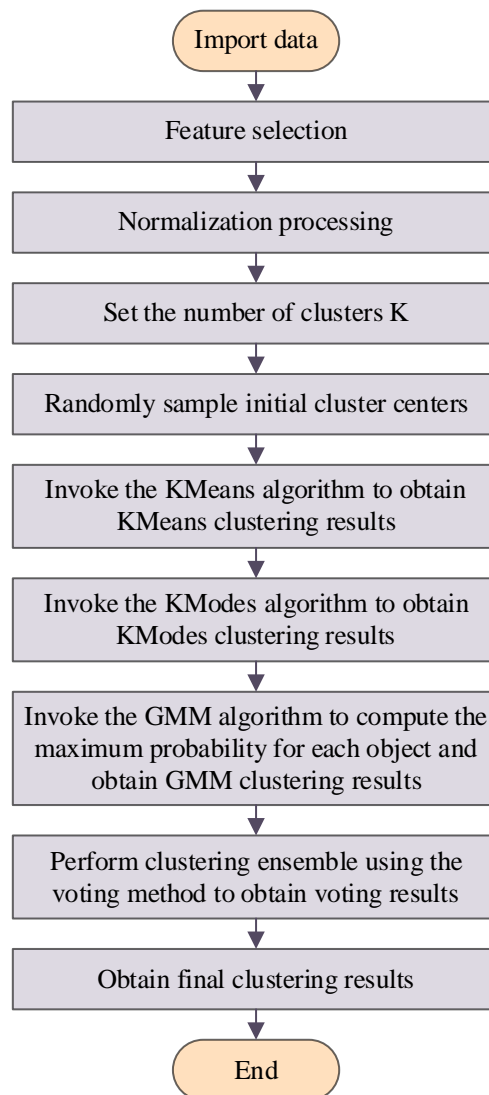 Import data
Feature selection
Normalization processing
Set the number of clusters K
Randomly sample initial cluster centers
Invoke the KMeans algorithm to obtain
KMeans clustering results
Invoke the KModes algorithm to obtain
KModes clustering results
Invoke the GMM algorithm to compute the
maximum probability for each object and
obtain GMM clustering results
Perform clustering ensemble using the
voting method to obtain voting results
Obtain final clustering results
End